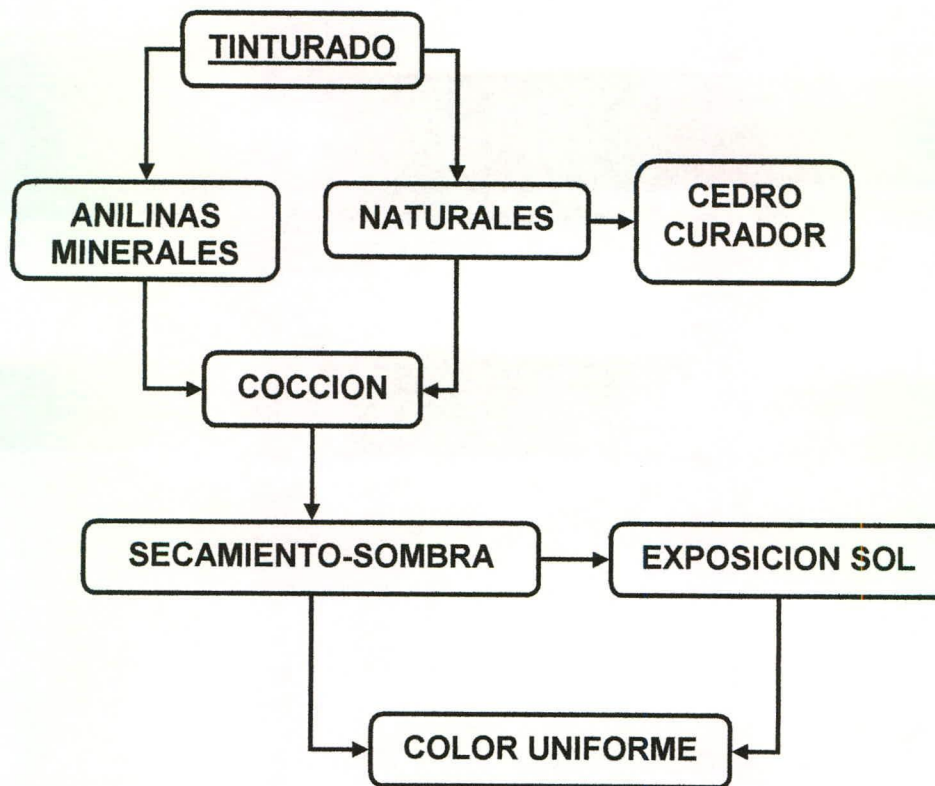 TINTURADO
ANILINAS
MINERALES
NATURALES
CEDRO
CURADOR
COCCION
SECAMIENTO-SOMBRA
EXPOSICION SOL
COLOR UNIFORME